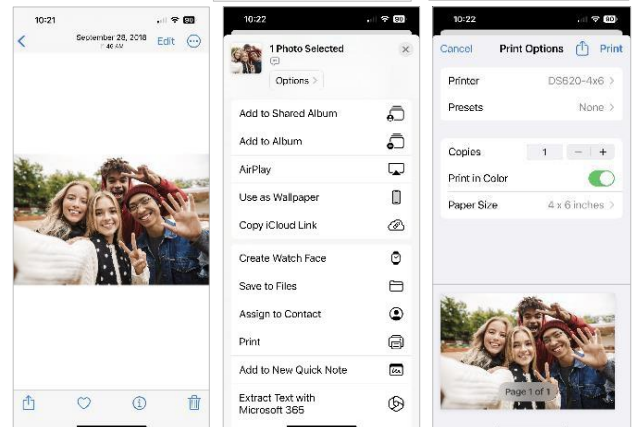 10:21
90
September 28, 2018
Edit
10:22
90
1 Photo Selected
Options >
Add to Shared Album
Add to Album
AirPlay
Use as Wallpaper
Copy iCloud Link
Create Watch Face
Save to Files
Assign to Contact
Print
Add to New Quick Note
Extract Text with
Microsoft 365
10:22
90
Cancel Print Options Print
Printer DS620-4x6 >
Presets None >
Copies 1 - +
Print in Color
Paper Size 4 x 6 inches >
Page 1 of 1